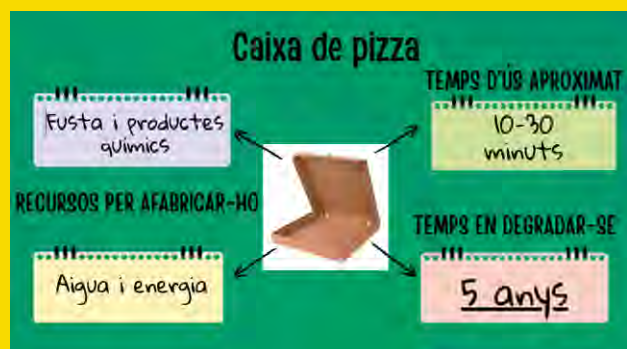 Caixa de pizza
Fusta i productes
químics
RECURSOS PER AFABRICAR-HO
Aigua i energia
TEMPS D'ÚS APROXIMAT
10-30
minuts
TEMPS EN DEGRADAR-SE
5 anys